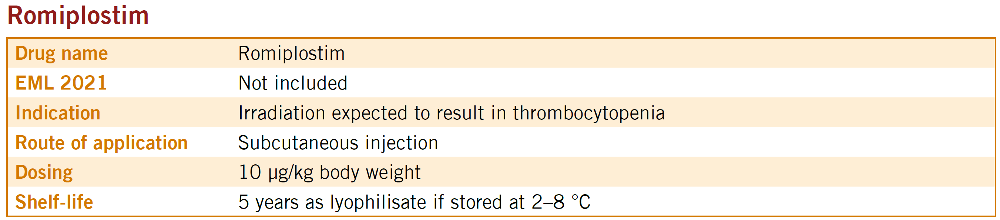 Romiplostim
Drug name Romiplostim
EML 2021 Not included
Indication Irradiation expected to result in thrombocytopenia
Route of application Subcutaneous injection
Dosing 10 µg/kg body weight
Shelf-life 5 years as lyophilisate if stored at 2–8 °C